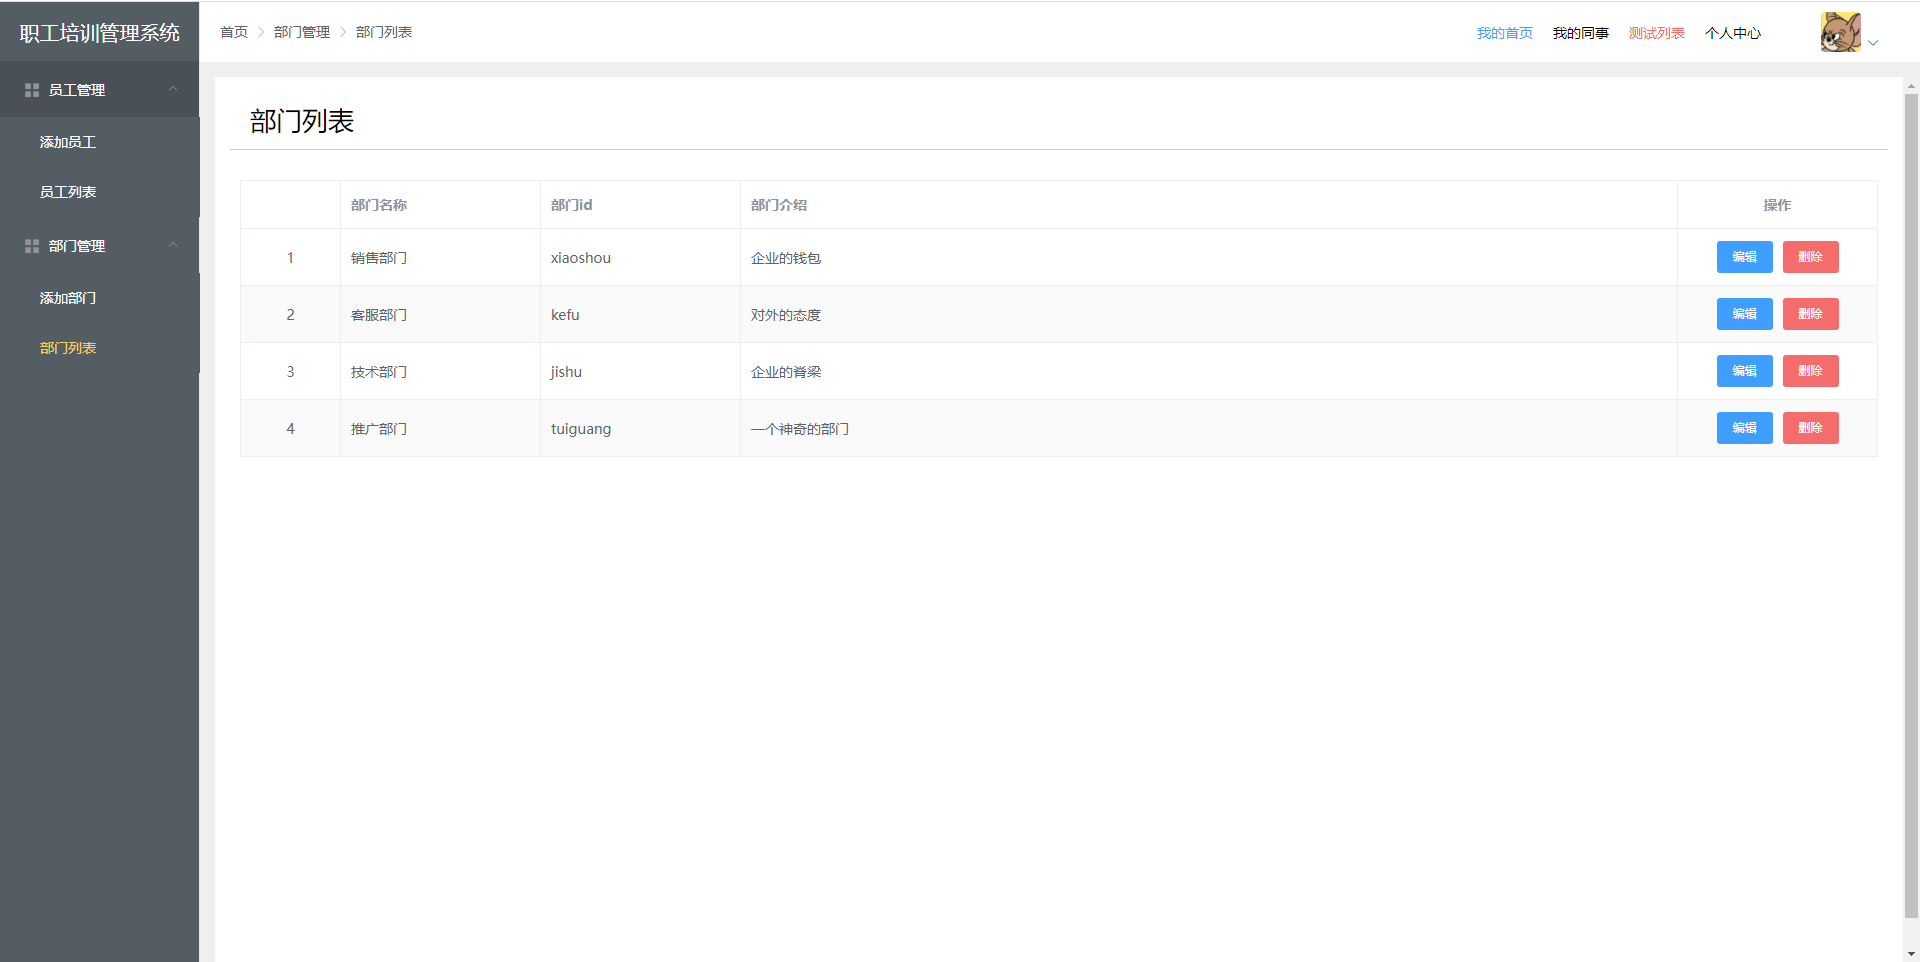 职工培训管理系统
首页 部门管理 部门列表
我的首页 我的同事 测试列表 个人中心
员工管理
添加员工
员工列表
部门管理
添加部门
部门列表
部门列表
部门名称 部门id 部门介绍 操作
1 销售部门 xiaoshou 企业的钱包 编辑 删除
2 客服部门 kefu 对外的态度 编辑 删除
3 技术部门 jishu 企业的脊梁 编辑 删除
4 推广部门 tuiguang 一个神奇的部门 编辑 删除